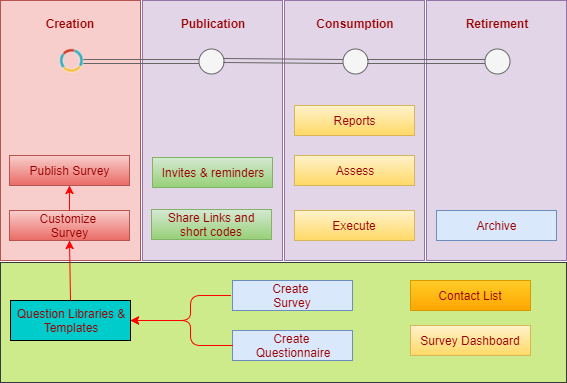 Creation
Publication
Consumption
Retirement
Reports
Publish Survey
Invites & reminders
Assess
Customize
Survey
Share Links and
short codes
Execute
Archive
Question Libraries &
Templates
Create
Survey
Contact List
Create
Questionnaire
Survey Dashboard